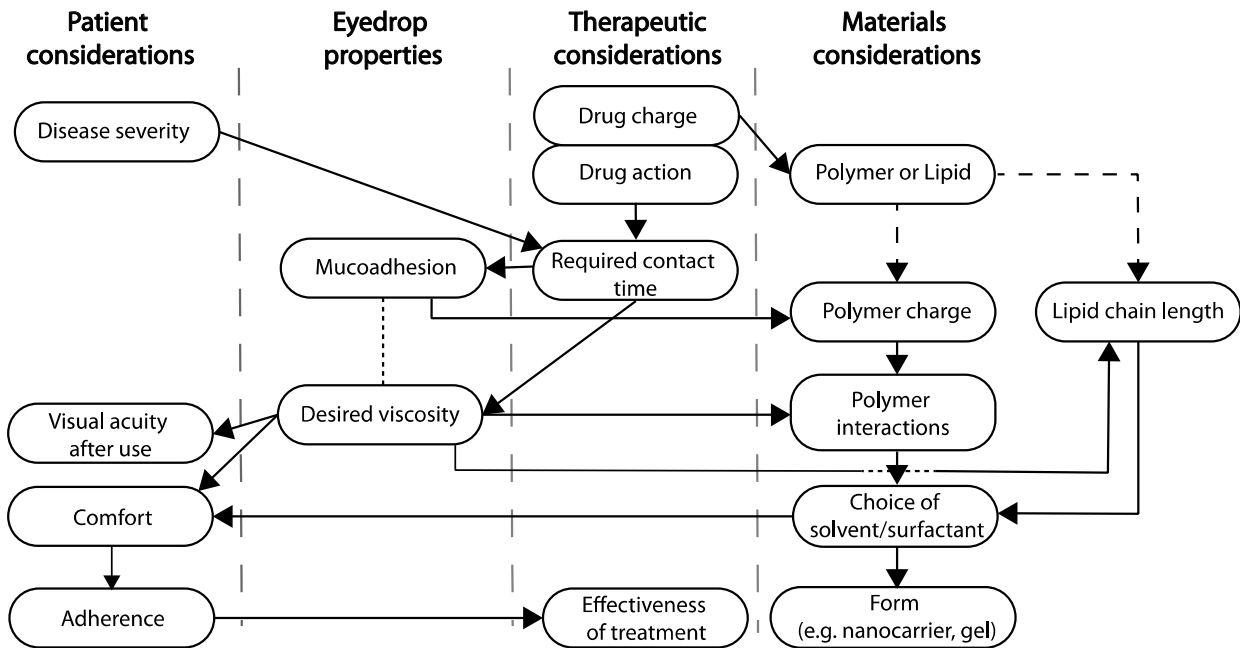 Patient
considerations
Eyedrop
properties
Therapeutic
considerations
Materials
considerations
Disease severity
Drug charge
Drug action
Polymer or Lipid
Mucoadhesion
Required contact
time
Polymer charge
Lipid chain length
Visual acuity
after use
Desired viscosity
Polymer
interactions
Comfort
Choice of
solvent/surfactant
Adherence
Effectiveness
of treatment
Form
(e.g. nanocarrier, gel)